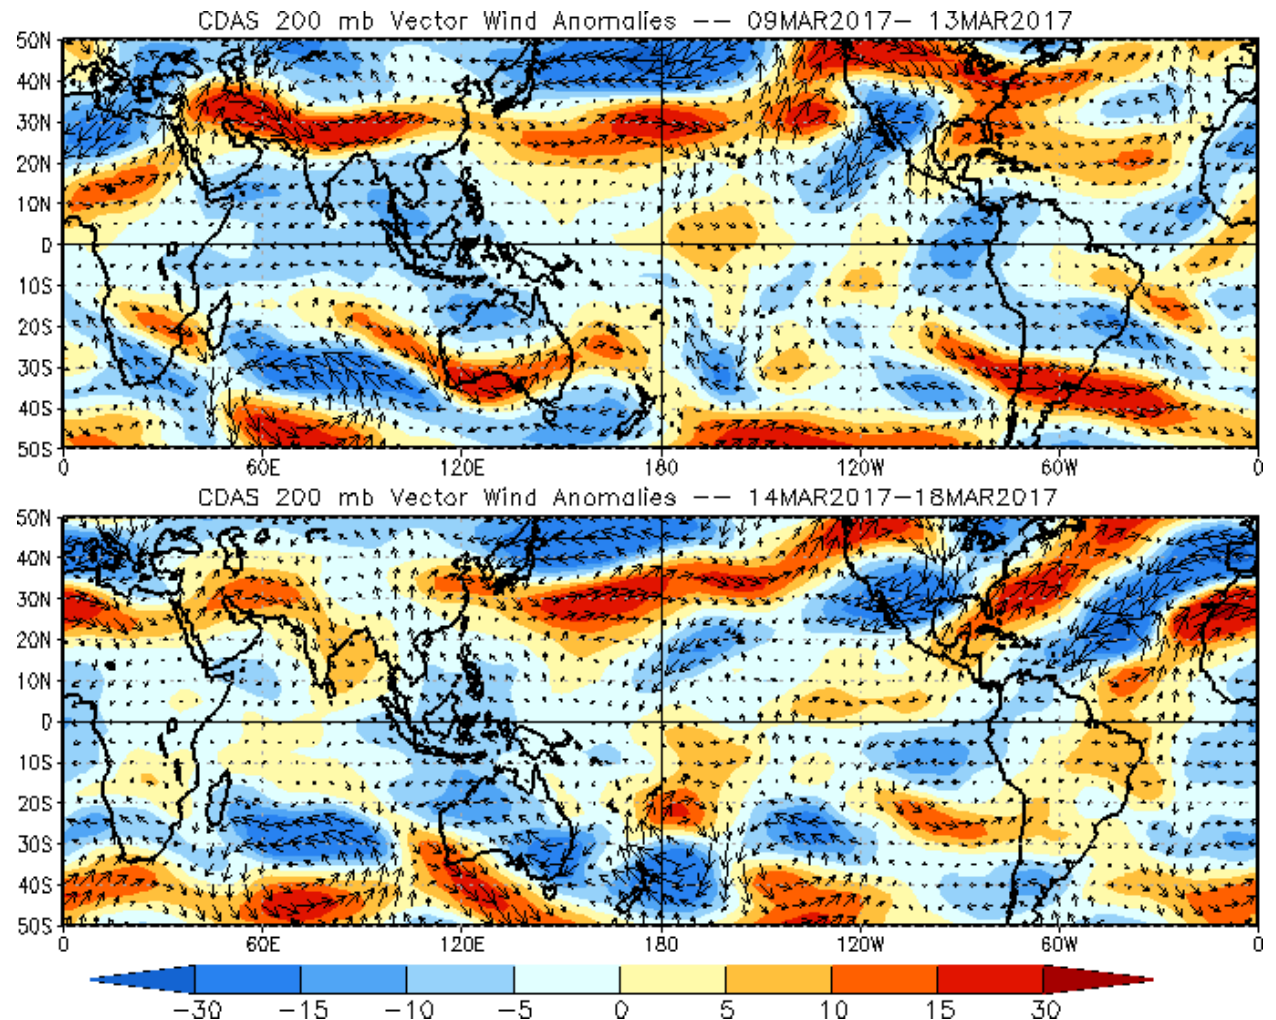 CDAS 200 mb Vector Wind Anomalies -- 09MAR2017- 13MAR2017
50N
40N
30N
20N
10N
0
10S
20S
30S
40S
50S
0 60E 120E 180 120W 60W 0
CDAS 200 mb Vector Wind Anomalies -- 14MAR2017-18MAR2017
50N
40N
30N
20N
10N
0
10S
20S
30S
40S
50S
0 60E 120E 180 120W 60W 0
-30 -15 -10 -5 0 5 10 15 30